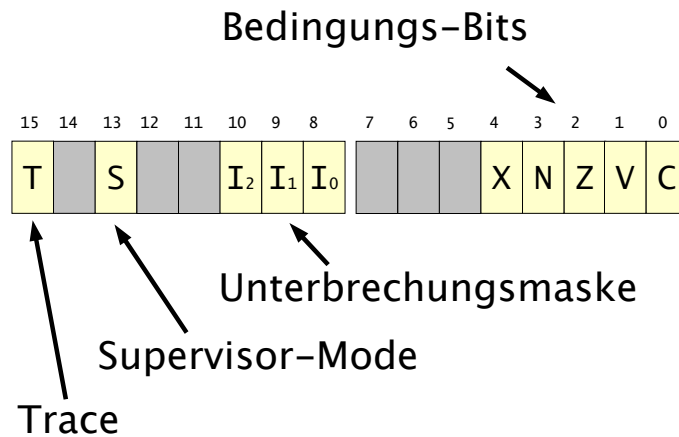 Bedingungs-Bits
15 14 13 12 11 10 9 8 7 6 5 4 3 2 1 0
T S I2 I1 I0 X N Z V C
Unterbrechungsmaske
Supervisor-Mode
Trace